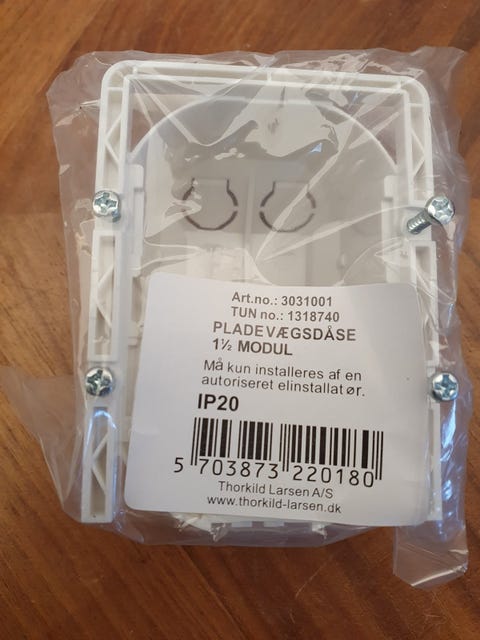 Art.no.: 3031001
TUN no.: 1318740
PLADEVÆGSDÅSE
1½ MODUL
Må kun installeres af en
autoriseret elinstallatør.
IP20
5 703873 220180
Thorkild Larsen A/S
www.thorkild-larsen.dk